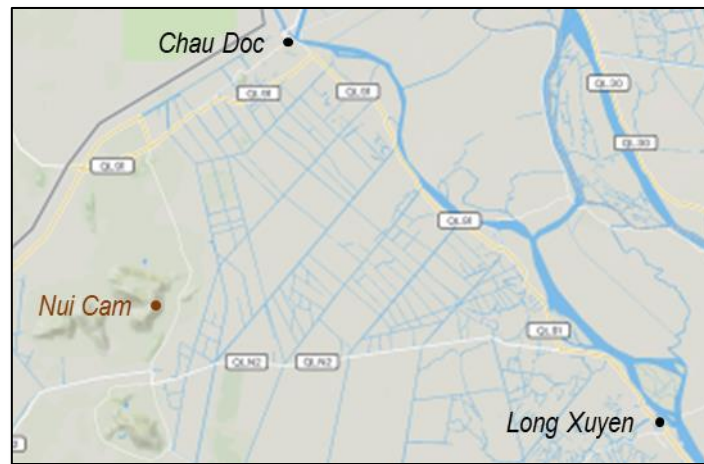 Chau Doc
QL30
QL91
QL91
QL30
QL91
QL91
Nui Cam
QL91
QLN2
QLN2
Long Xuyen